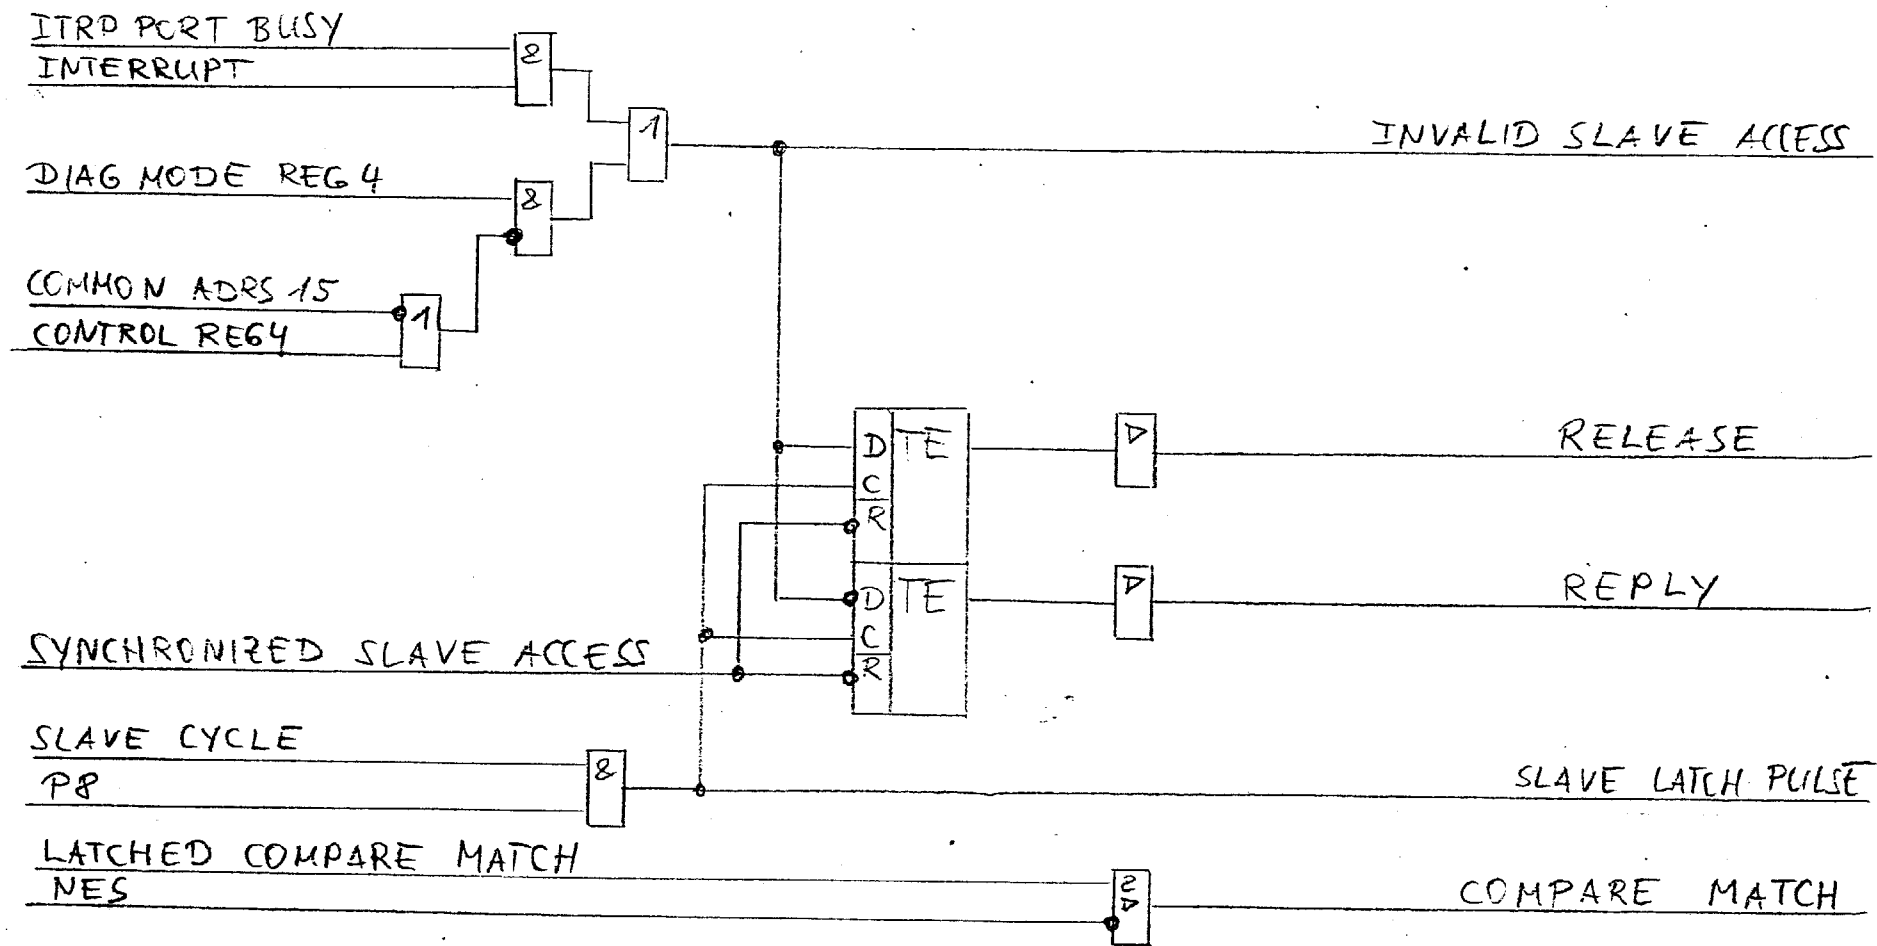 ITRP PORT BUSY
INTERRUPT
&
1
INVALID SLAVE ACCESS
DIAG MODE REG 4
&
COMMON ADRS 15
CONTROL REG4
1
D TE
C
R
RELEASE
D TE
C
R
REPLY
SYNCHRONIZED SLAVE ACCESS
SLAVE CYCLE
P8
&
SLAVE LATCH PULSE
LATCHED COMPARE MATCH
NES
&
COMPARE MATCH